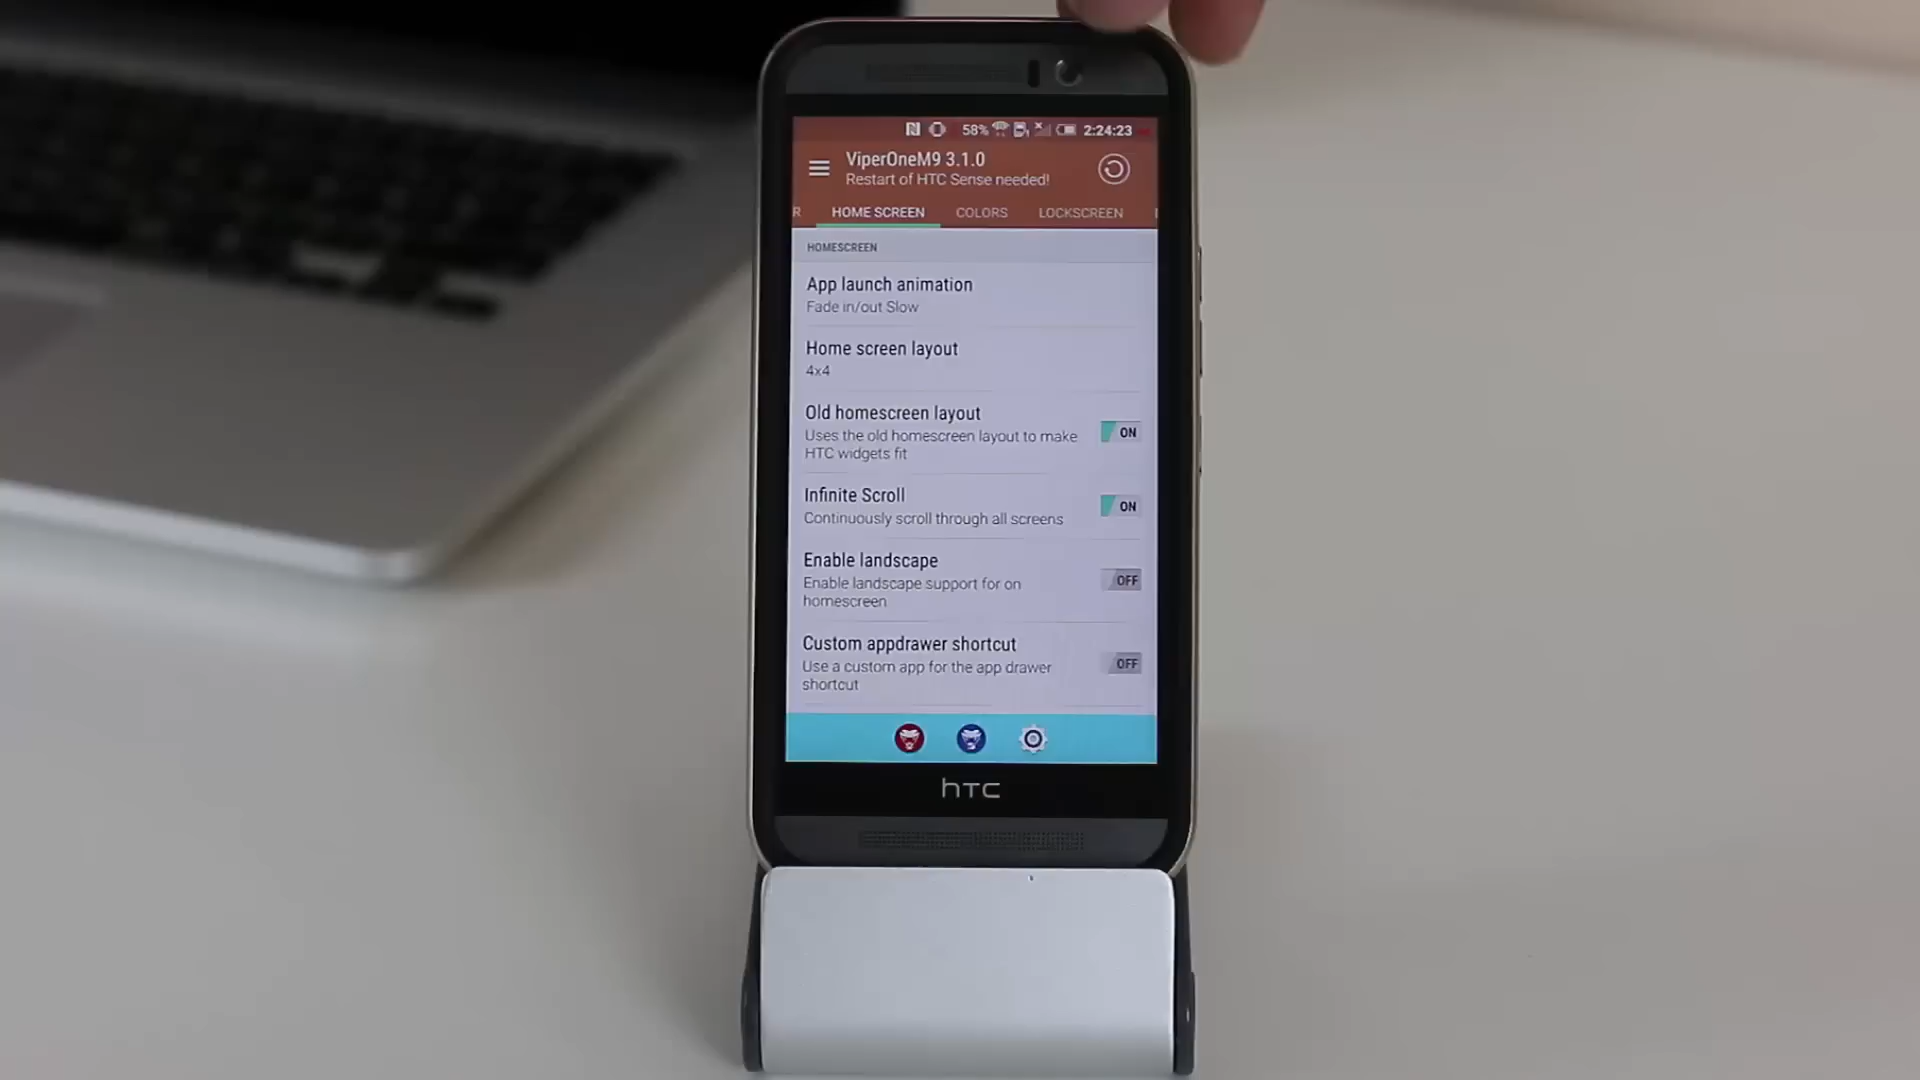 58% 2:24:23
ViperOneM9 3.1.0
Restart of HTC Sense needed!
R HOME SCREEN COLORS LOCKSCREEN
HOMESCREEN
App launch animation
Fade in/out Slow
Home screen layout
4x4
Old homescreen layout
Uses the old homescreen layout to make
HTC widgets fit
ON
Infinite Scroll
Continuously scroll through all screens
ON
Enable landscape
Enable landscape support for on
homescreen
OFF
Custom appdrawer shortcut
Use a custom app for the app drawer
shortcut
OFF
hTC